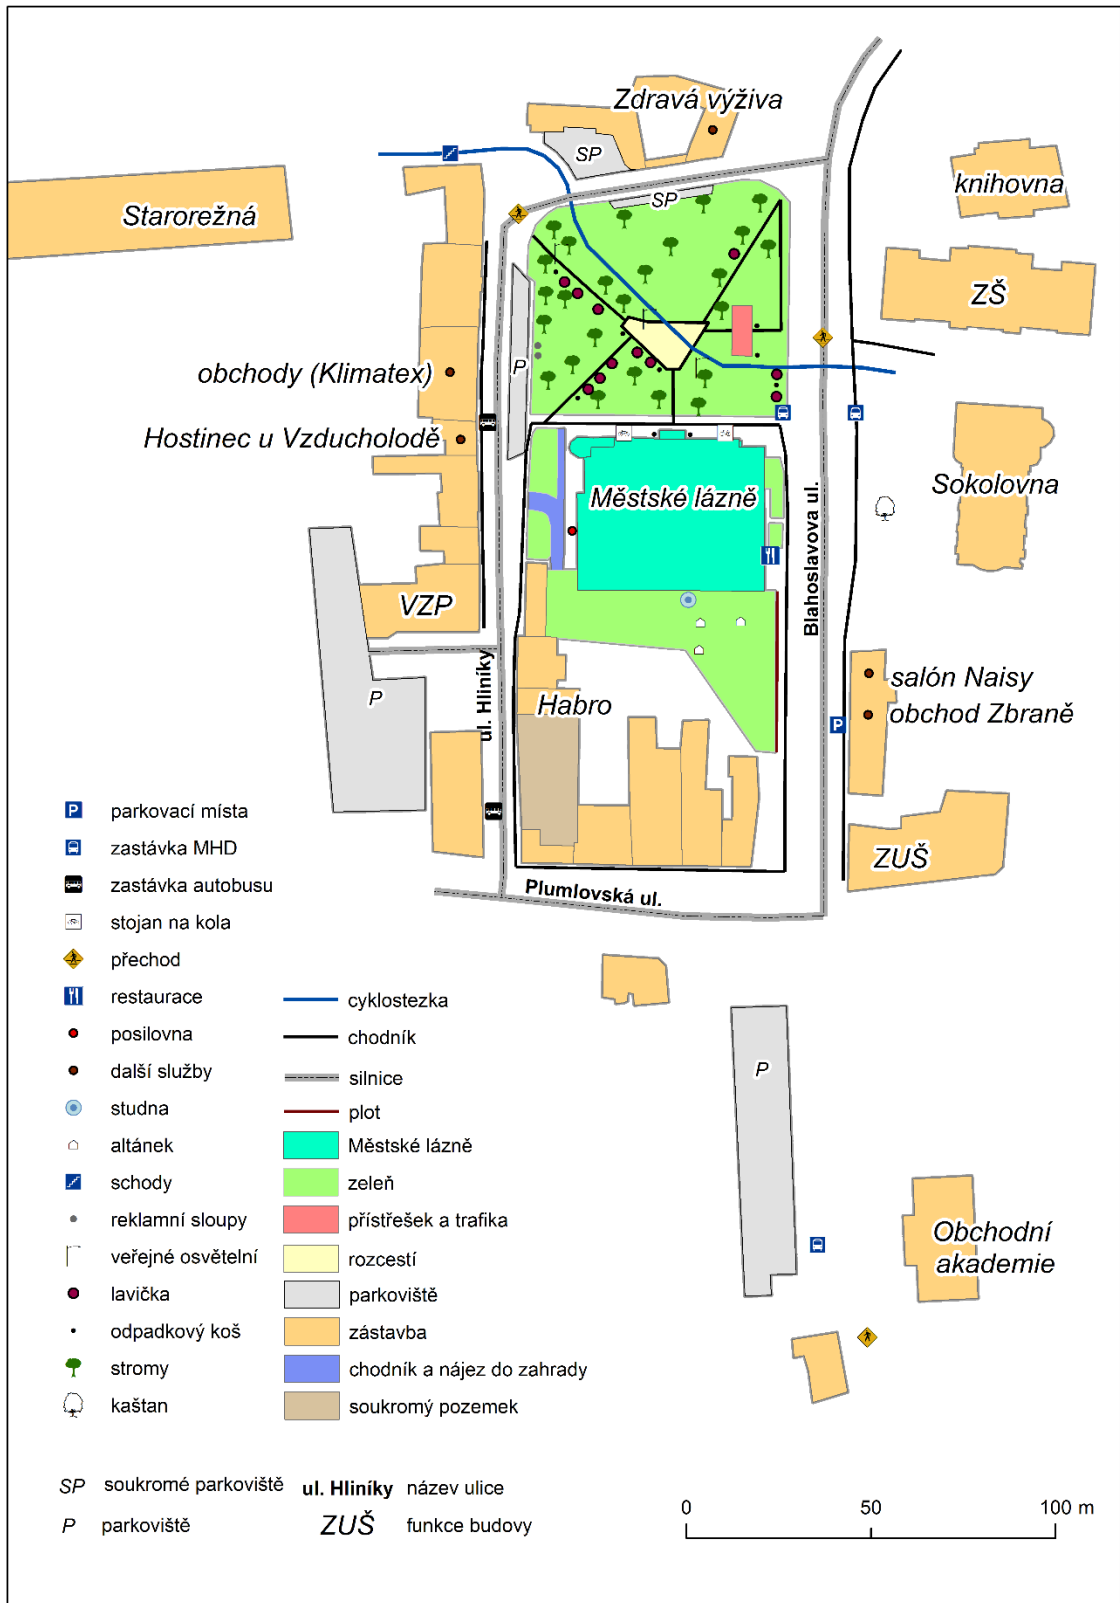 Zdravá výživa
SP
knihovna
SP
Starorežná
ZŠ
P
obchody (Klimatex)
Hostinec u Vzducholodě
Městské lázně
Sokolovna
Blahoslavova ul.
VZP
salón Naisy
P
ul. Hliníky
Habro
obchod Zbraně
P
ZUŠ
Plumlovská ul.
P
Obchodní
akademie
P parkovací místa
zastávka MHD
zastávka autobusu
stojan na kola
přechod
restaurace
posilovna
další služby
studna
altánek
schody
reklamní sloupy
veřejné osvětelní
lavička
odpadkový koš
stromy
kaštan
cyklostezka
chodník
silnice
plot
Městské lázně
zeleň
přístřešek a trafika
rozcestí
parkoviště
zástavba
chodník a nájez do zahrady
soukromý pozemek
SP soukromé parkoviště
P parkoviště
ul. Hliníky název ulice
ZUŠ funkce budovy
0 50 100 m